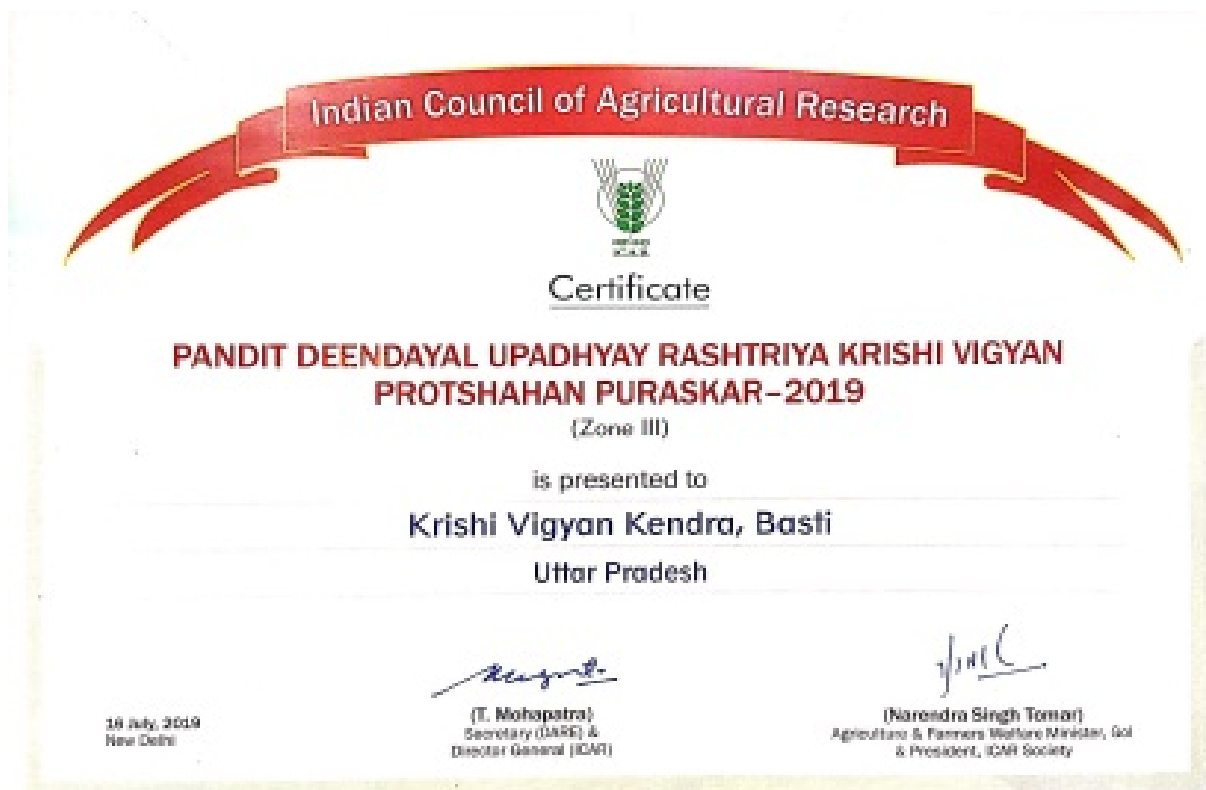 Indian Council of Agricultural Research
ICAR
Certificate
PANDIT DEENDAYAL UPADHYAY RASHTRIYA KRISHI VIGYAN
PROTSHAHAN PURASKAR–2019
(Zone III)
is presented to
Krishi Vigyan Kendra, Basti
Uttar Pradesh
(T. Mohapatra)
Secretary (DARE) &
Director General (ICAR)
(Narendra Singh Tomar)
Agriculture & Farmers Welfare Minister, GoI
& President, ICAR Society
16 July, 2019
New Delhi